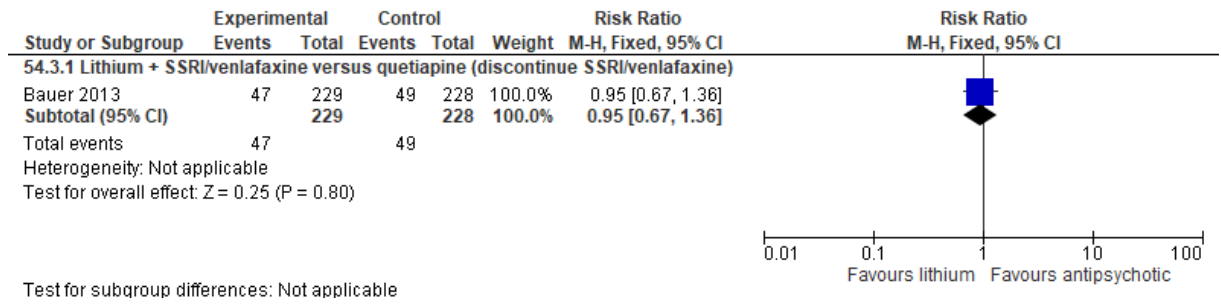 Experimental Control Risk Ratio Risk Ratio
Study or Subgroup Events Total Events Total Weight M-H, Fixed, 95% CI M-H, Fixed, 95% CI
54.3.1 Lithium + SSRI/venlafaxine versus quetiapine (discontinue SSRI/venlafaxine)
Bauer 2013 47 229 49 228 100.0% 0.95 [0.67, 1.36]
Subtotal (95% CI) 229 228 100.0% 0.95 [0.67, 1.36]
Total events 47 49
Heterogeneity: Not applicable
Test for overall effect: Z = 0.25 (P = 0.80)
0.01 0.1 1 10 100
Favours lithium Favours antipsychotic
Test for subgroup differences: Not applicable